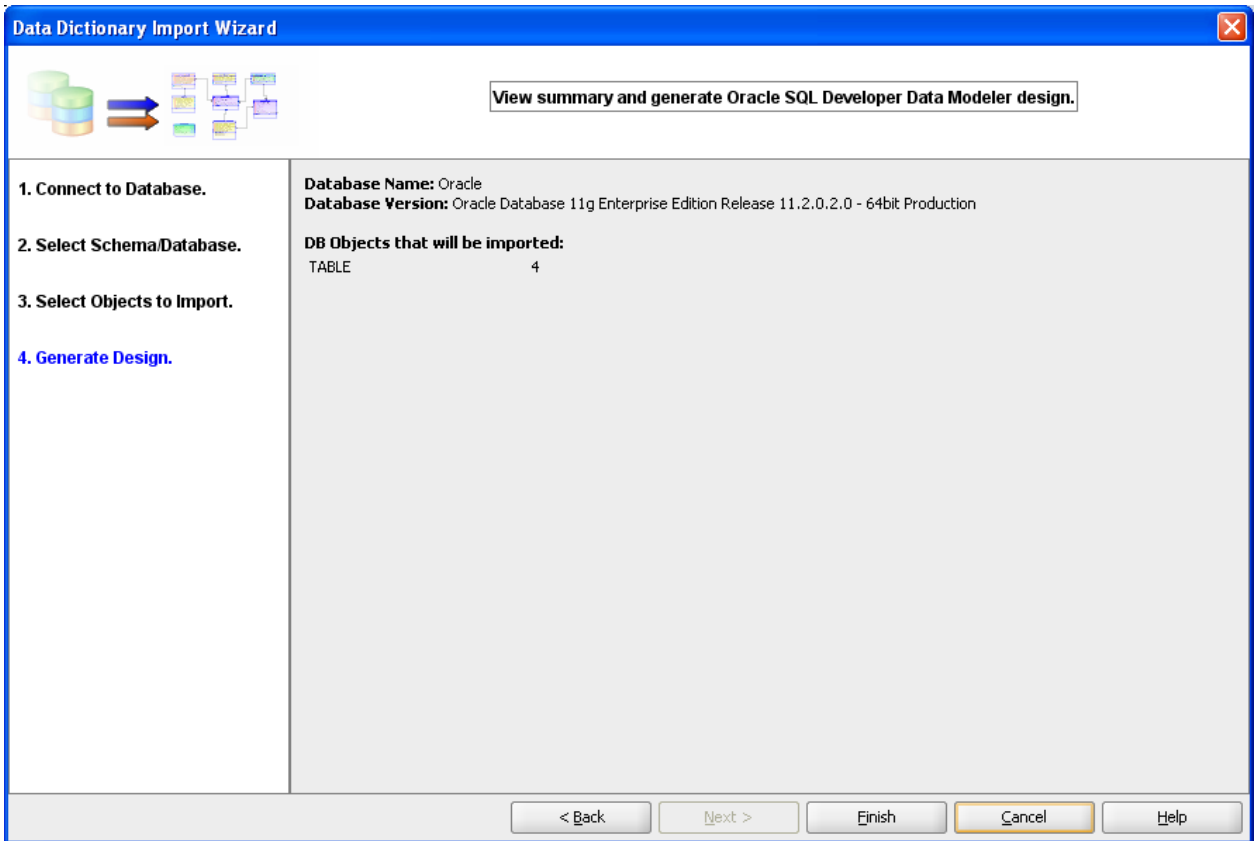 Data Dictionary Import Wizard
View summary and generate Oracle SQL Developer Data Modeler design.
1. Connect to Database.
2. Select Schema/Database.
3. Select Objects to Import.
4. Generate Design.
Database Name: Oracle
Database Version: Oracle Database 11g Enterprise Edition Release 11.2.0.2.0 - 64bit Production
DB Objects that will be imported:
TABLE 4
< Back Next > Finish Cancel Help